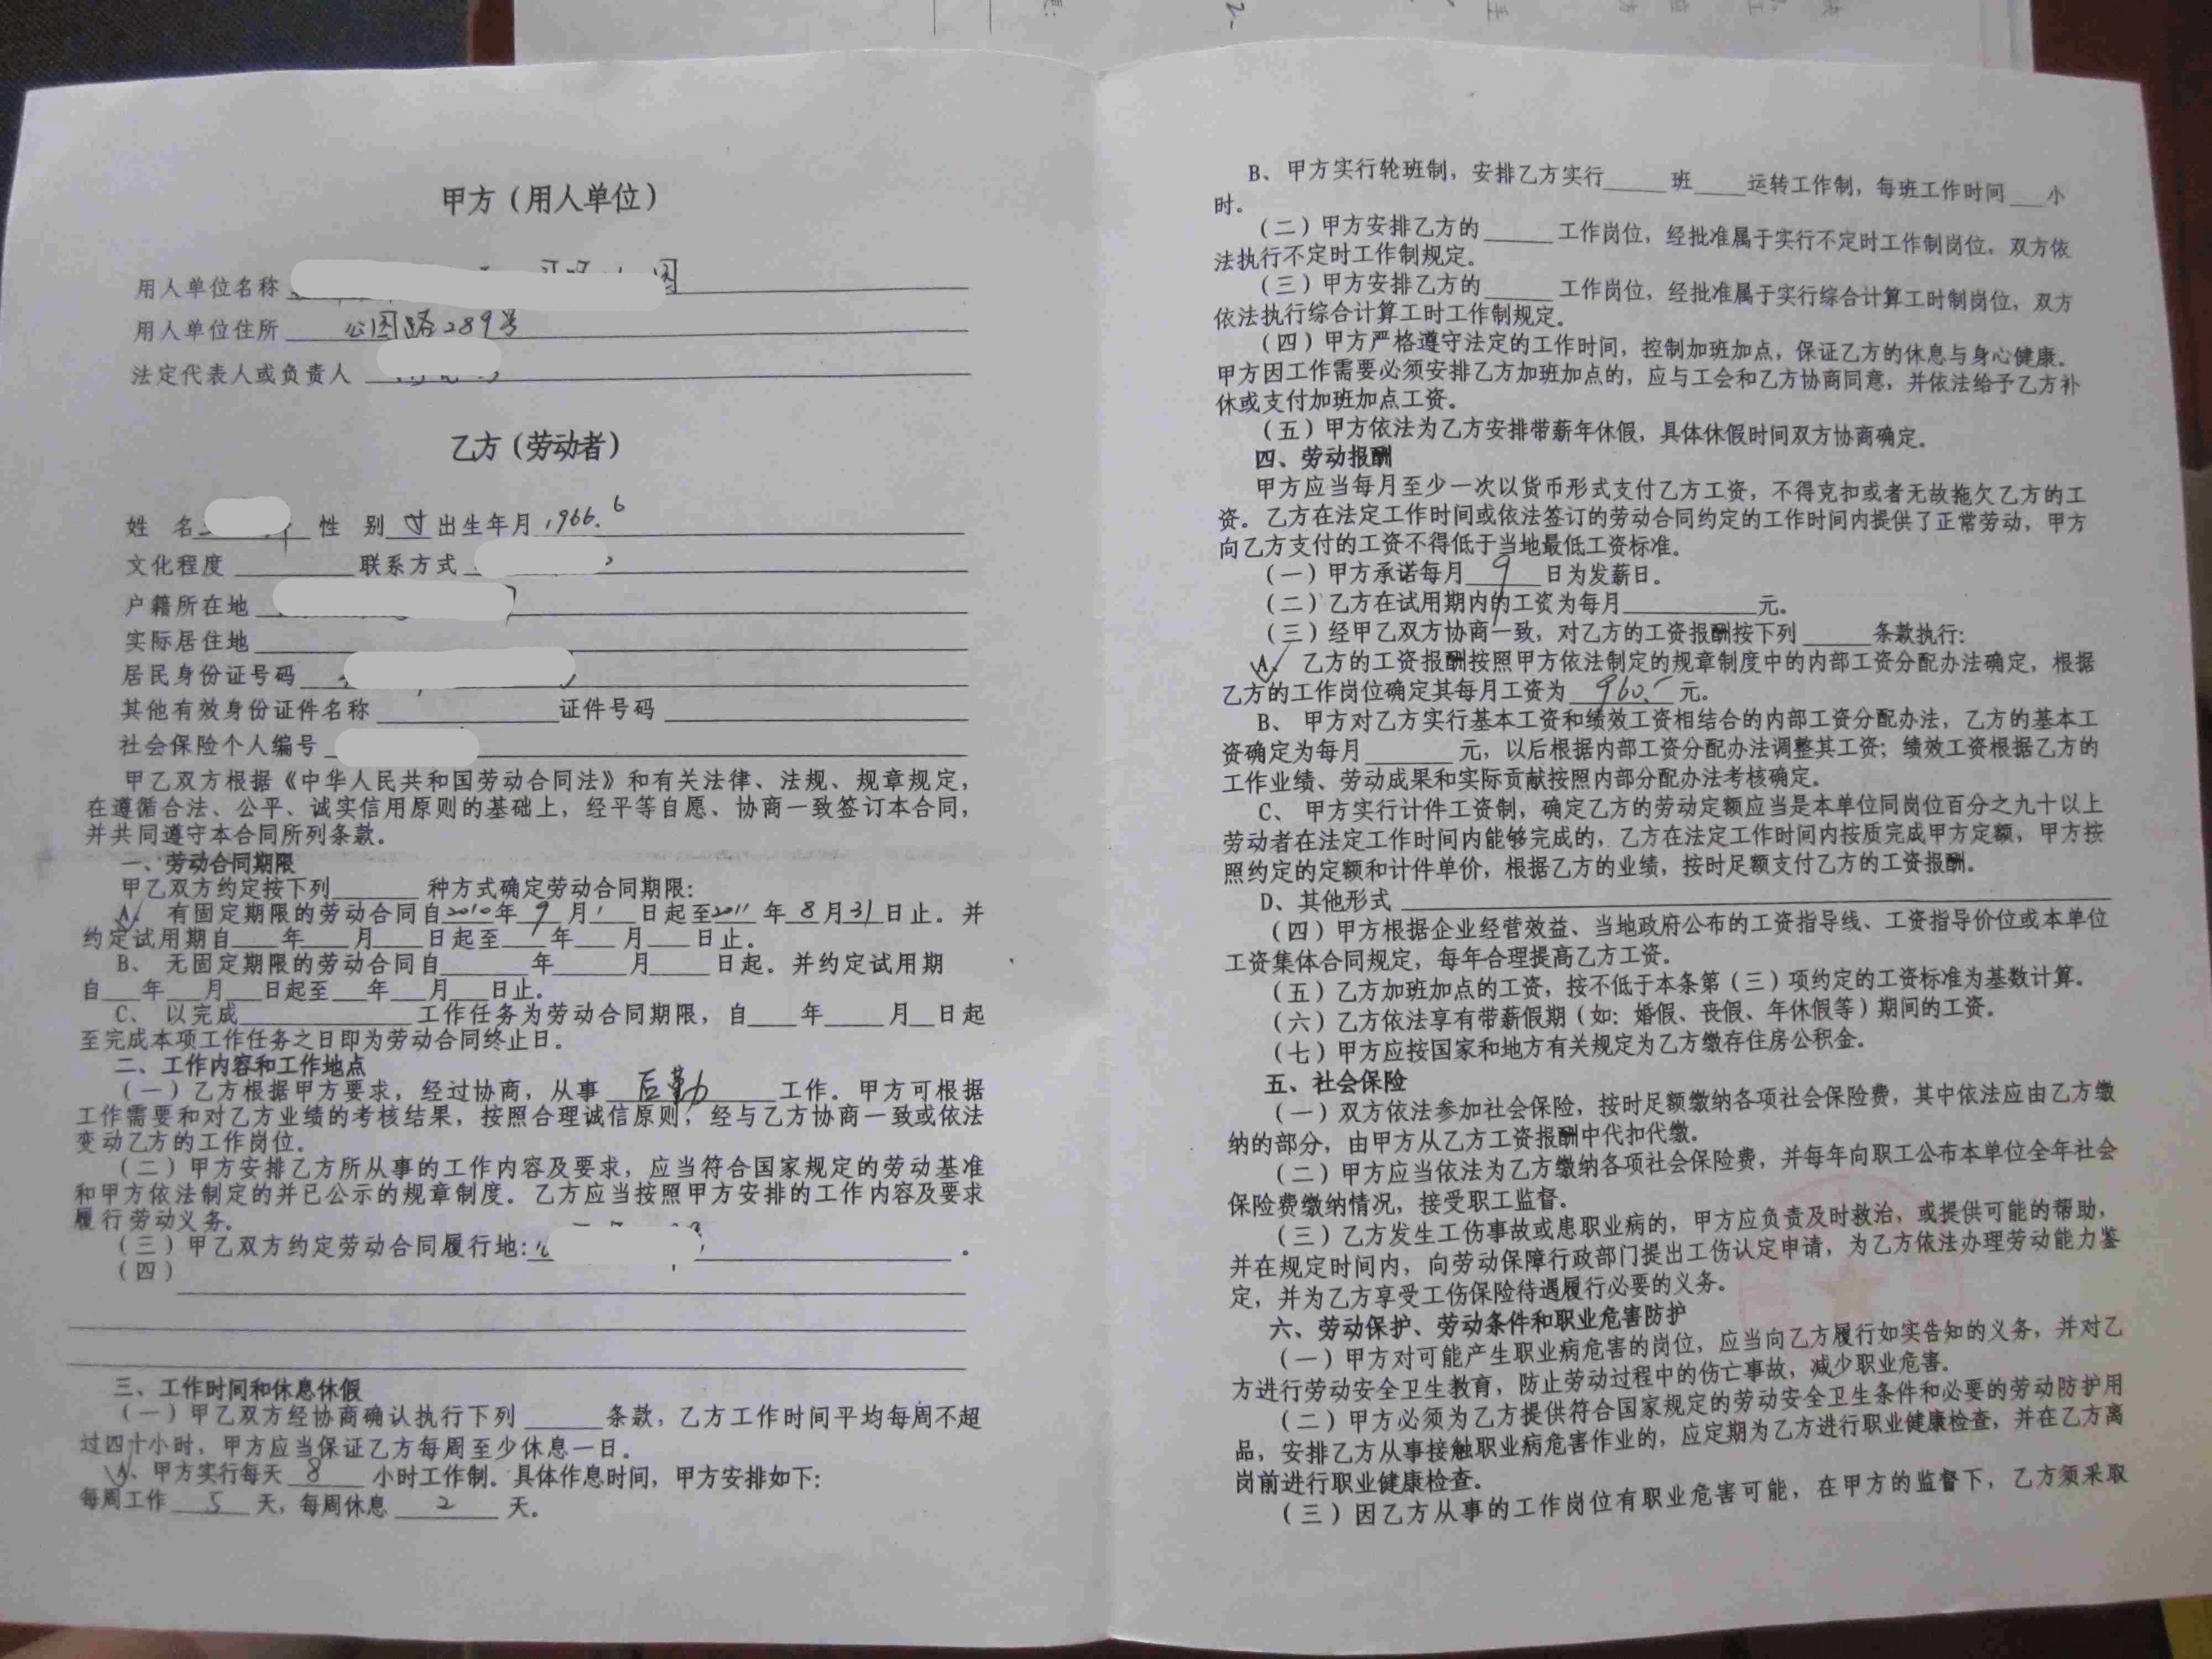 甲方（用人单位）
用人单位名称
用人单位住所 公园路289号
法定代表人或负责人
乙方（劳动者）
姓 名 性 别 出生年月 1966.6
文化程度 联系方式
户籍所在地
实际居住地
居民身份证号码
其他有效身份证件名称 证件号码
社会保险个人编号
甲乙双方根据《中华人民共和国劳动合同法》和有关法律、法规、规章规定，
在遵循合法、公平、诚实信用原则的基础上，经平等自愿、协商一致签订本合同，
并共同遵守本合同所列条款。
一、劳动合同期限
甲乙双方约定按下列______种方式确定劳动合同期限：
A、有固定期限的劳动合同自2010年9月1日起至2011年8月31日止。并
约定试用期自___年___月___日起至___年___月___日止。
B、无固定期限的劳动合同自______年______月______日起。并约定试用期
自___年___月___日起至___年___月___日止。
C、以完成____________工作任务为劳动合同期限，自___年___月___日起
至完成本项工作任务之日即为劳动合同终止日。
二、工作内容和工作地点
（一）乙方根据甲方要求，经过协商，从事 后勤 工作。甲方可根据
工作需要和对乙方业绩的考核结果，按照合理诚信原则，经与乙方协商一致或依法
变动乙方的工作岗位。
（二）甲方安排乙方所从事的工作内容及要求，应当符合国家规定的劳动基准
和甲方依法制定的并已公示的规章制度。乙方应当按照甲方安排的工作内容及要求
履行劳动义务。
（三）甲乙双方约定劳动合同履行地： 。
（四）
三、工作时间和休息休假
（一）甲乙双方经协商确认执行下列______条款，乙方工作时间平均每周不超
过四十小时，甲方应当保证乙方每周至少休息一日。
A、甲方实行每天 8 小时工作制。具体作息时间，甲方安排如下：
每周工作 5 天，每周休息 2 天。
B、甲方实行轮班制，安排乙方实行_____班____运转工作制，每班工作时间___小
时。
（二）甲方安排乙方的______工作岗位，经批准属于实行不定时工作制岗位，双方依
法执行不定时工作制规定。
（三）甲方安排乙方的______工作岗位，经批准属于实行综合计算工时制岗位，双方
依法执行综合计算工时工作制规定。
（四）甲方严格遵守法定的工作时间，控制加班加点，保证乙方的休息与身心健康。
甲方因工作需要必须安排乙方加班加点的，应与工会和乙方协商同意，并依法给予乙方补
休或支付加班加点工资。
（五）甲方依法为乙方安排带薪年休假，具体休假时间双方协商确定。
四、劳动报酬
甲方应当每月至少一次以货币形式支付乙方工资，不得克扣或者无故拖欠乙方的工
资。乙方在法定工作时间或依法签订的劳动合同约定的工作时间内提供了正常劳动，甲方
向乙方支付的工资不得低于当地最低工资标准。
（一）甲方承诺每月 9 日为发薪日。
（二）乙方在试用期内的工资为每月__________元。
（三）经甲乙双方协商一致，对乙方的工资报酬按下列_____条款执行：
A、乙方的工资报酬按照甲方依法制定的规章制度中的内部工资分配办法确定，根据
乙方的工作岗位确定其每月工资为 960.- 元。
B、甲方对乙方实行基本工资和绩效工资相结合的内部工资分配办法，乙方的基本工
资确定为每月______元，以后根据内部工资分配办法调整其工资；绩效工资根据乙方的
工作业绩、劳动成果和实际贡献按照内部分配办法考核确定。
C、甲方实行计件工资制，确定乙方的劳动定额应当是本单位同岗位百分之九十以上
劳动者在法定工作时间内能够完成的，乙方在法定工作时间内按质完成甲方定额，甲方按
照约定的定额和计件单价，根据乙方的业绩，按时足额支付乙方的工资报酬。
D、其他形式
（四）甲方根据企业经营效益、当地政府公布的工资指导线、工资指导价位或本单位
工资集体合同规定，每年合理提高乙方工资。
（五）乙方加班加点的工资，按不低于本条第（三）项约定的工资标准为基数计算。
（六）乙方依法享有带薪假期（如：婚假、丧假、年休假等）期间的工资。
（七）甲方应按国家和地方有关规定为乙方缴存住房公积金。
五、社会保险
（一）双方依法参加社会保险，按时足额缴纳各项社会保险费，其中依法应由乙方缴
纳的部分，由甲方从乙方工资报酬中代扣代缴。
（二）甲方应当依法为乙方缴纳各项社会保险费，并每年向职工公布本单位全年社会
保险费缴纳情况，接受职工监督。
（三）乙方发生工伤事故或患职业病的，甲方应负责及时救治，或提供可能的帮助，
并在规定时间内，向劳动保障行政部门提出工伤认定申请，为乙方依法办理劳动能力鉴
定，并为乙方享受工伤保险待遇履行必要的义务。
六、劳动保护、劳动条件和职业危害防护
（一）甲方对可能产生职业病危害的岗位，应当向乙方履行如实告知的义务，并对乙
方进行劳动安全卫生教育，防止劳动过程中的伤亡事故，减少职业危害。
（二）甲方必须为乙方提供符合国家规定的劳动安全卫生条件和必要的劳动防护用
品，安排乙方从事接触职业病危害作业的，应定期为乙方进行职业健康检查，并在乙方离
岗前进行职业健康检查。
（三）因乙方从事的工作岗位有职业危害可能，在甲方的监督下，乙方须采取